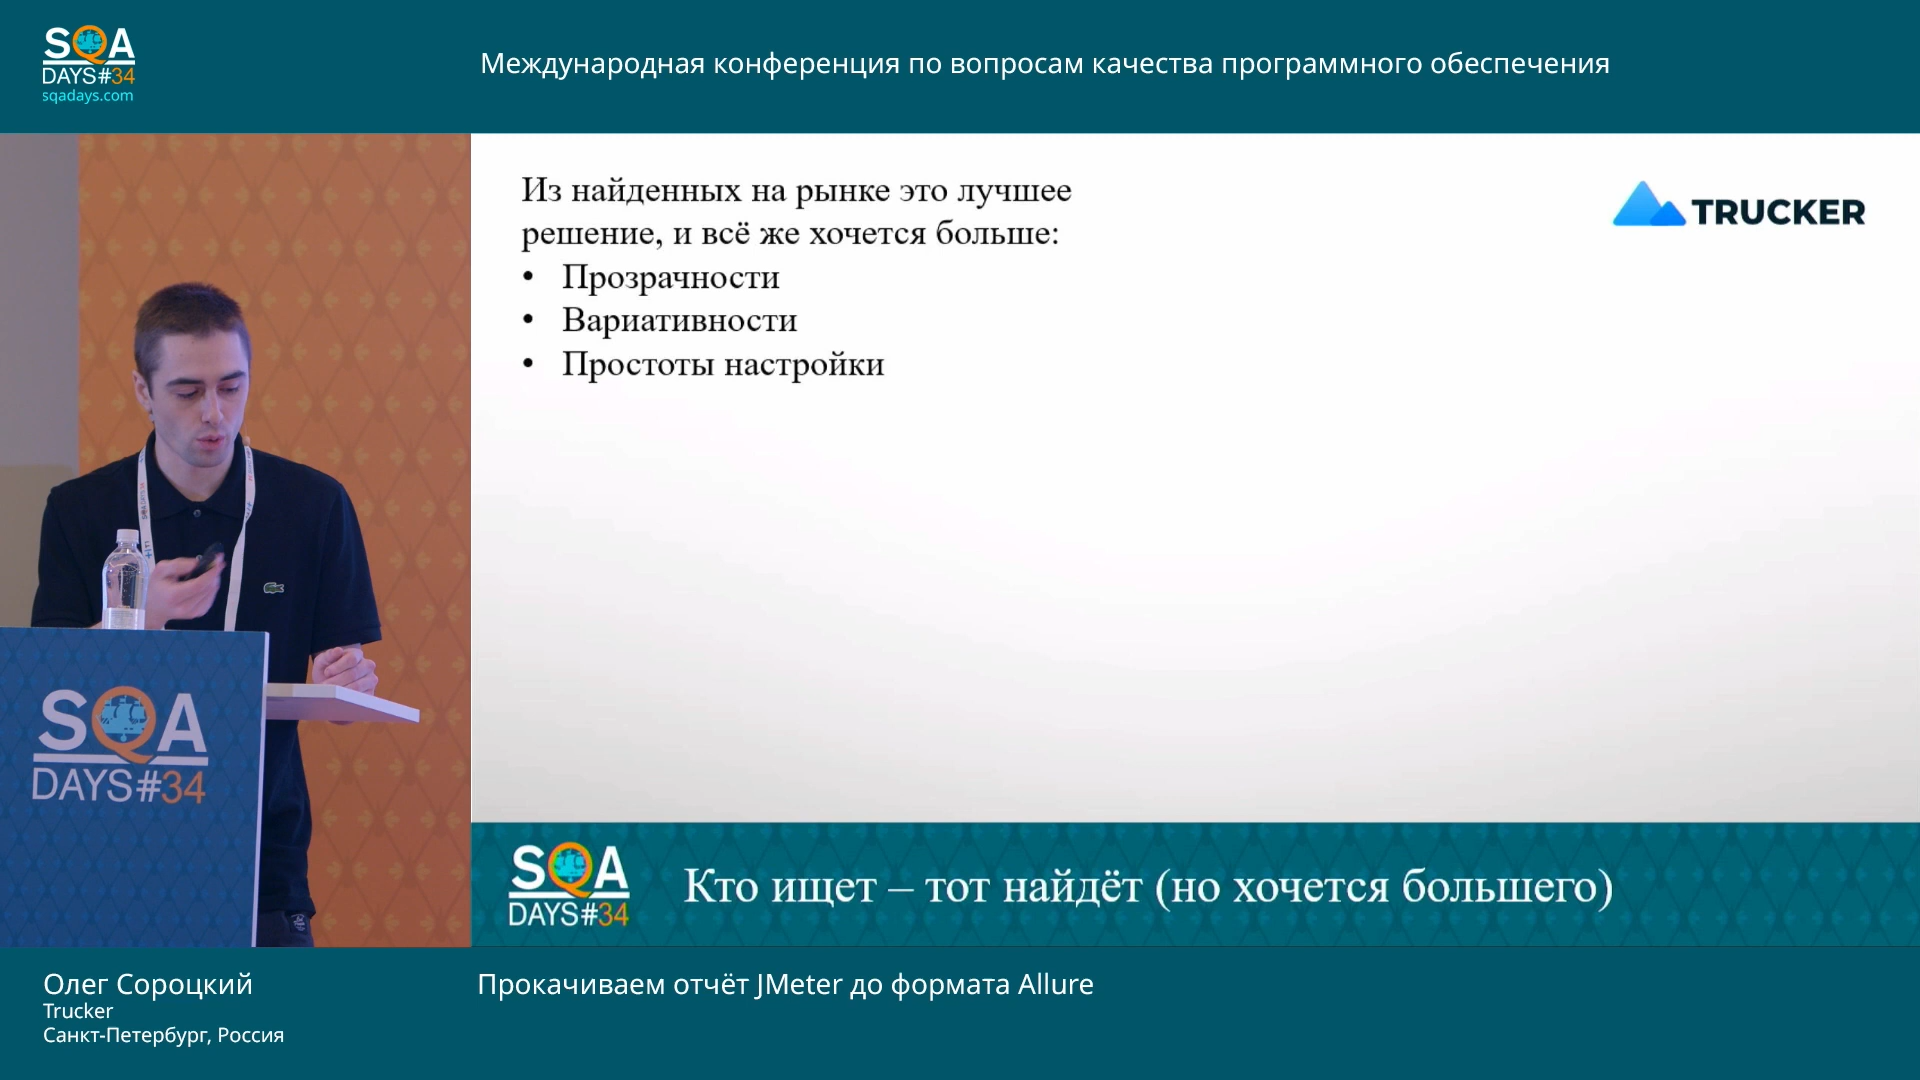 SQA
DAYS#34
sqadays.com
Международная конференция по вопросам качества программного обеспечения
Из найденных на рынке это лучшее
решение, и всё же хочется больше:
• Прозрачности
• Вариативности
• Простоты настройки
TRUCKER
SQA
DAYS#34
SQA
DAYS#34
Кто ищет – тот найдёт (но хочется большего)
Олег Сороцкий
Trucker
Санкт-Петербург, Россия
Прокачиваем отчёт JMeter до формата Allure